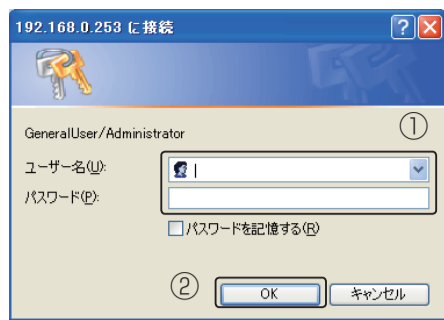 192.168.0.253 に接続
①
GeneralUser/Administrator
ユーザー名(U):
パスワード(P):
パスワードを記憶する(R)
②
OK
キャンセル